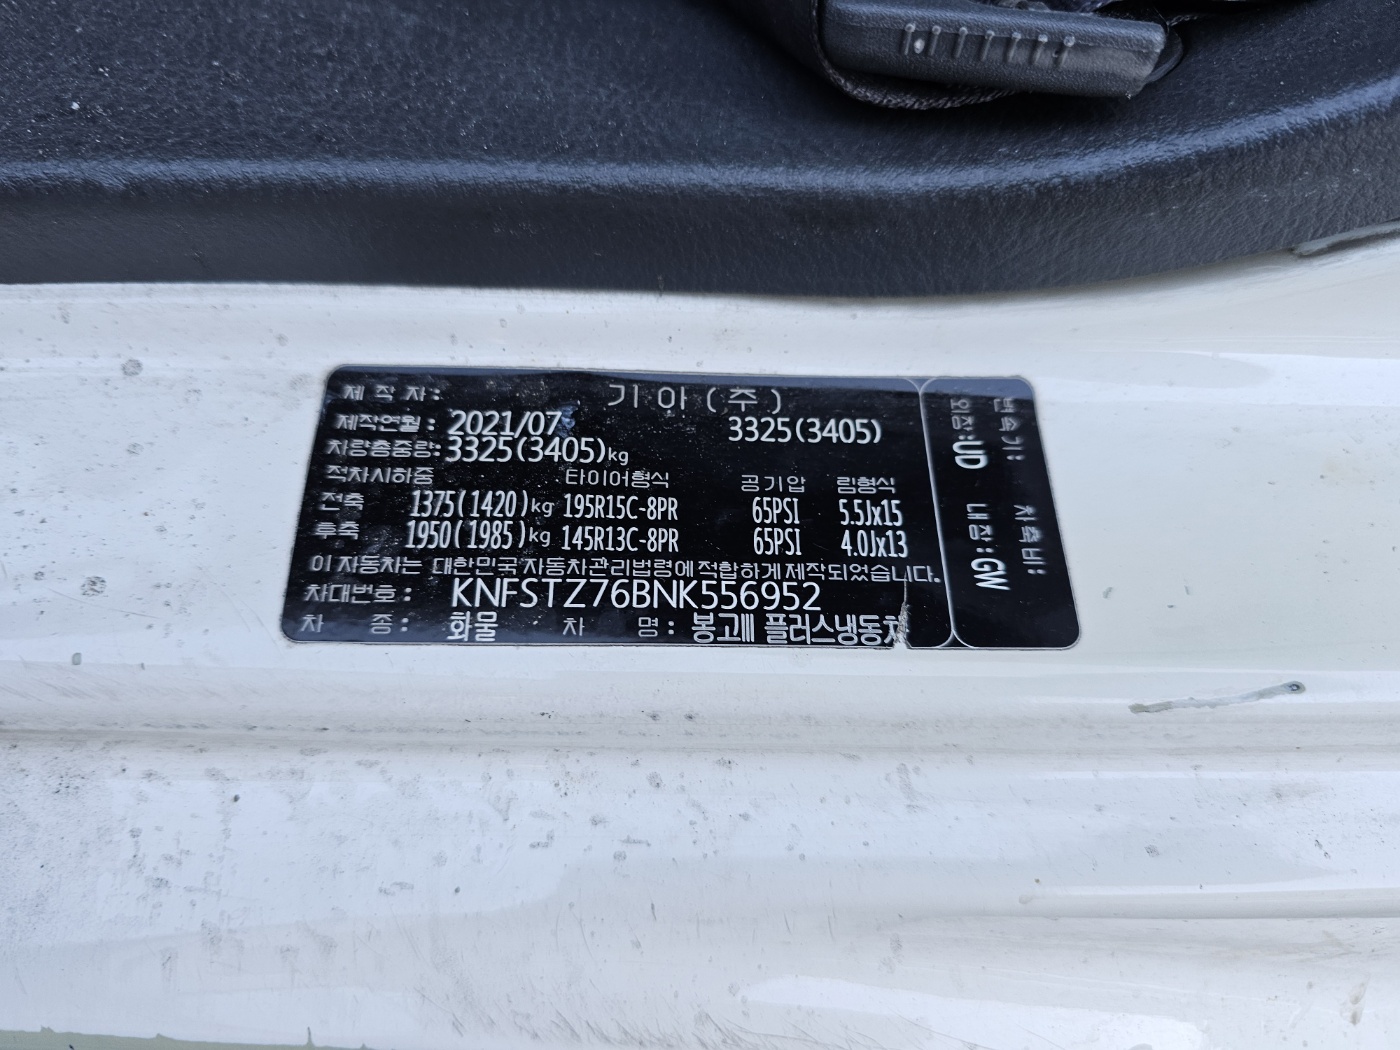 제 작 자: 기 아 ( 주 )
제작연월 : 2021/07 3325(3405)
차량총중량:3325(3405)kg
적차시하중 타이어형식 공기압 림형식
전축 1375(1420)kg 195R15C-8PR 65PSI 5.5Jx15
후축 1950(1985)kg 145R13C-8PR 65PSI 4.0Jx13
이 자동차는 대한민국 자동차관리법령에 적합하게 제작되었습니다.
차대번호 : KNFSTZ76BNK556952
차 종 : 화물 차 명 : 봉고Ⅲ 플러스냉동차
변속기: 차축비:
외장:UD 내장:GW